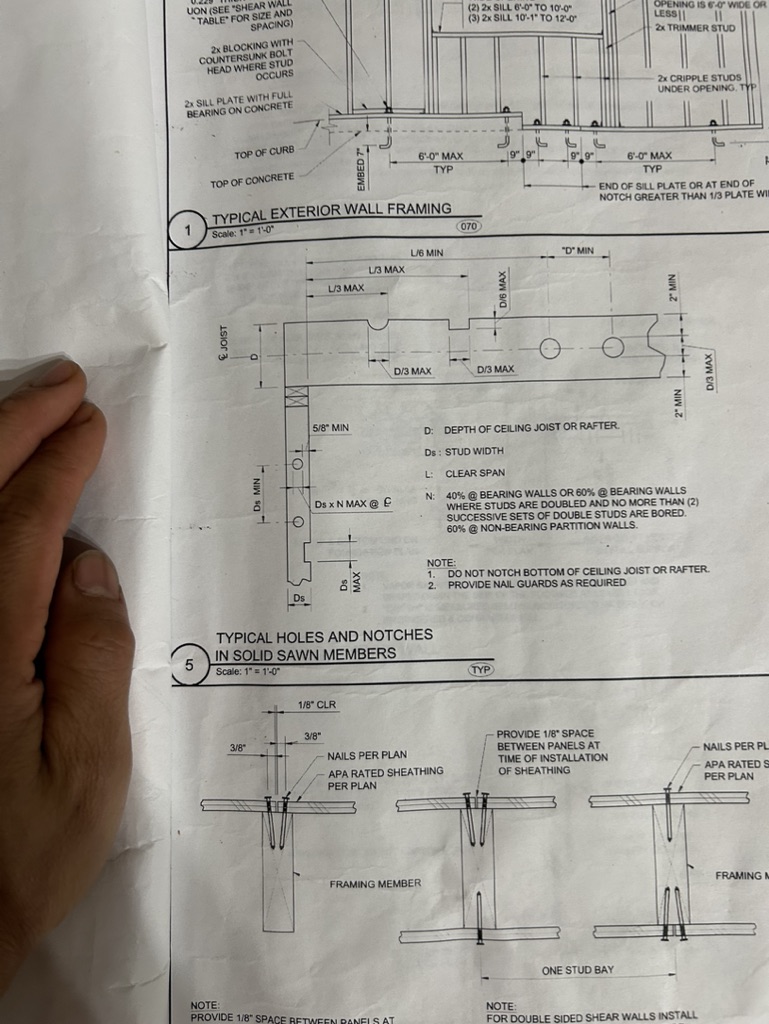 UON (SEE "SHEAR WALL
TABLE" FOR SIZE AND
SPACING)
2x BLOCKING WITH
COUNTERSUNK BOLT
HEAD WHERE STUD
OCCURS
2x SILL PLATE WITH FULL
BEARING ON CONCRETE
TOP OF CURB
TOP OF CONCRETE
EMBED 7"
(2) 2x SILL 6'-0" TO 10'-0"
(3) 2x SILL 10'-1" TO 12'-0"
OPENING IS 6'-0" WIDE OR
LESS
2x TRIMMER STUD
2x CRIPPLE STUDS
UNDER OPENING. TYP
6'-0" MAX
TYP
9"
9"
9"
9"
6'-0" MAX
TYP
END OF SILL PLATE OR AT END OF
NOTCH GREATER THAN 1/3 PLATE
1
TYPICAL EXTERIOR WALL FRAMING
Scale: 1" = 1'-0"
070
L/6 MIN
"D" MIN
L/3 MAX
L/3 MAX
D/6 MAX
2" MIN
℄ JOIST
D
D/3 MAX
D/3 MAX
2" MIN
D/3 MAX
5/8" MIN
Ds MIN
Ds x N MAX @ ℄
Ds MAX
Ds
D: DEPTH OF CEILING JOIST OR RAFTER.
Ds : STUD WIDTH
L: CLEAR SPAN
N: 40% @ BEARING WALLS OR 60% @ BEARING WALLS
WHERE STUDS ARE DOUBLED AND NO MORE THAN (2)
SUCCESSIVE SETS OF DOUBLE STUDS ARE BORED.
60% @ NON-BEARING PARTITION WALLS.
NOTE:
1. DO NOT NOTCH BOTTOM OF CEILING JOIST OR RAFTER.
2. PROVIDE NAIL GUARDS AS REQUIRED
5
TYPICAL HOLES AND NOTCHES
IN SOLID SAWN MEMBERS
Scale: 1" = 1'-0"
TYP
1/8" CLR
3/8"
3/8"
NAILS PER PLAN
APA RATED SHEATHING
PER PLAN
FRAMING MEMBER
PROVIDE 1/8" SPACE
BETWEEN PANELS AT
TIME OF INSTALLATION
OF SHEATHING
NAILS PER PL
APA RATED S
PER PLAN
FRAMING M
ONE STUD BAY
NOTE:
PROVIDE 1/8" SPACE BETWEEN PANELS AT
NOTE:
FOR DOUBLE SIDED SHEAR WALLS INSTALL